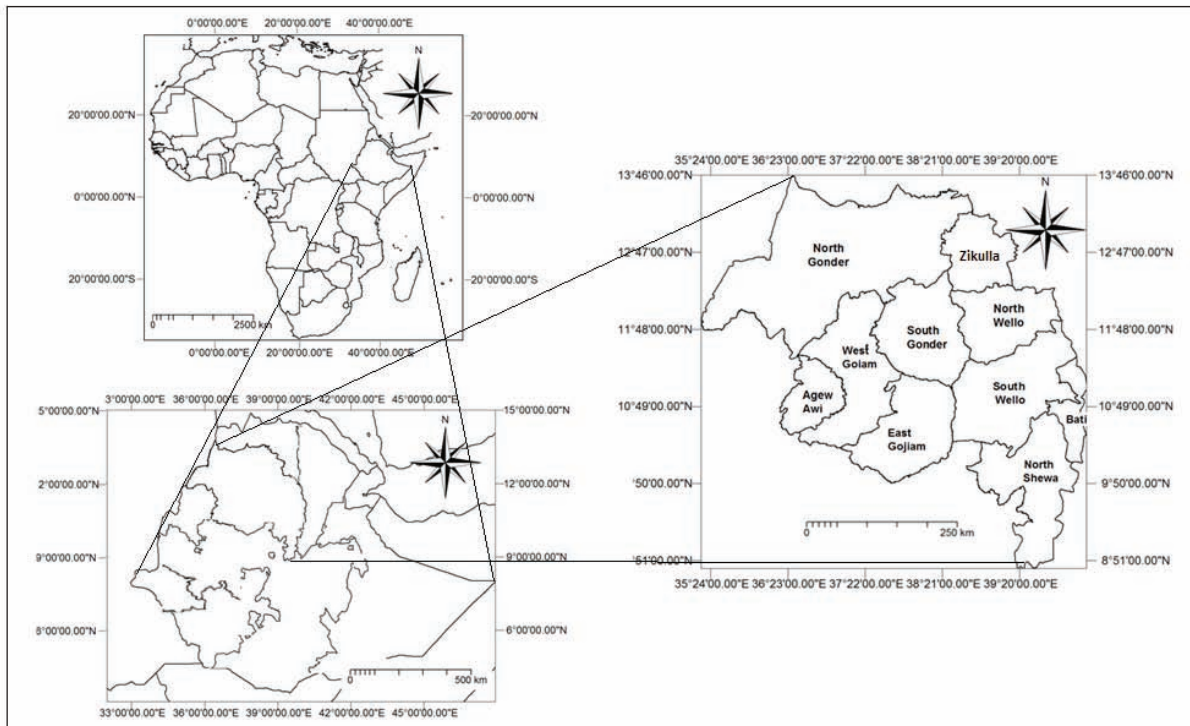 0°00'00.00"E 20°00'00.00"E 40°00'00.00"E
N
20°00'00.00"N 20°00'00.00"N
0°00'00.00"N 0°00'00.00"N
20°00'00.00"S 20°00'00.00"S
0 2500 km
0°00'00.00"E 20°00'00.00"E 40°00'00.00"E
3°00'00.00"E 36°00'00.00"E 39°00'00.00"E 42°00'00.00"E 45°00'00.00"E
5°00'00.00"N 15°00'00.00"N
N
2°00'00.00"N 12°00'00.00"N
9°00'00.00"N 9°00'00.00"N
6°00'00.00"N 6°00'00.00"N
0 500 km
33°00'00.00"E 36°00'00.00"E 39°00'00.00"E 42°00'00.00"E 45°00'00.00"E
35°24'00.00"E 36°23'00.00"E 37°22'00.00"E 38°21'00.00"E 39°20'00.00"E
13°46'00.00"N 13°46'00.00"N
N
North
Gonder
Zikulla
12°47'00.00"N 12°47'00.00"N
North
Wello
11°48'00.00"N 11°48'00.00"N
South
Gonder
West
Goiam
South
Wello
Agew
Awi
10°49'00.00"N 10°49'00.00"N
Bati
East
Gojiam
North
Shewa
°50'00.00"N 9°50'00.00"N
0 250 km
°51'00.00"N 8°51'00.00"N
35°24'00.00"E 36°23'00.00"E 37°22'00.00"E 38°21'00.00"E 39°20'00.00"E